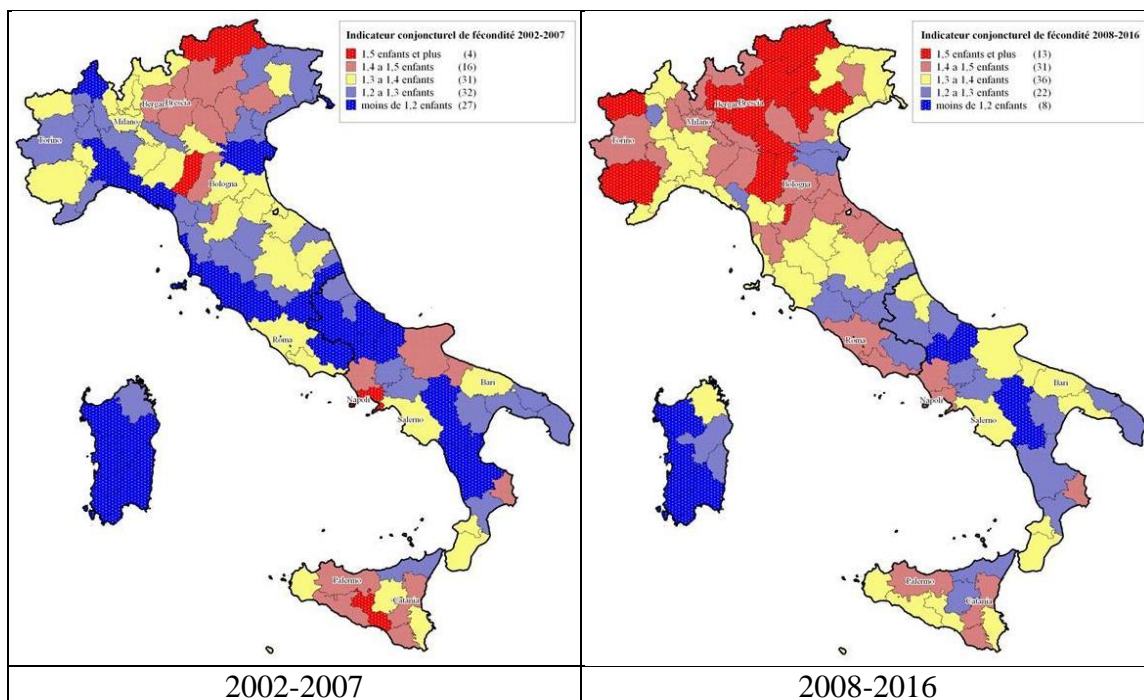 Indicateur conjoncturel de fécondité 2002-2007
1,5 enfants et plus (4)
1,4 a 1,5 enfants (16)
1,3 a 1,4 enfants (31)
1,2 a 1,3 enfants (32)
moins de 1,2 enfants (27)
Bergamo
Brescia
Milano
Torino
Bologna
Roma
Napoli
Bari
Salerno
Palermo
Catania
2002-2007
Indicateur conjoncturel de fécondité 2008-2016
1,5 enfants et plus (13)
1,4 a 1,5 enfants (31)
1,3 a 1,4 enfants (36)
1,2 a 1,3 enfants (22)
moins de 1,2 enfants (8)
Bergamo
Brescia
Milano
Torino
Bologna
Roma
Napoli
Bari
Salerno
Palermo
Catania
2008-2016